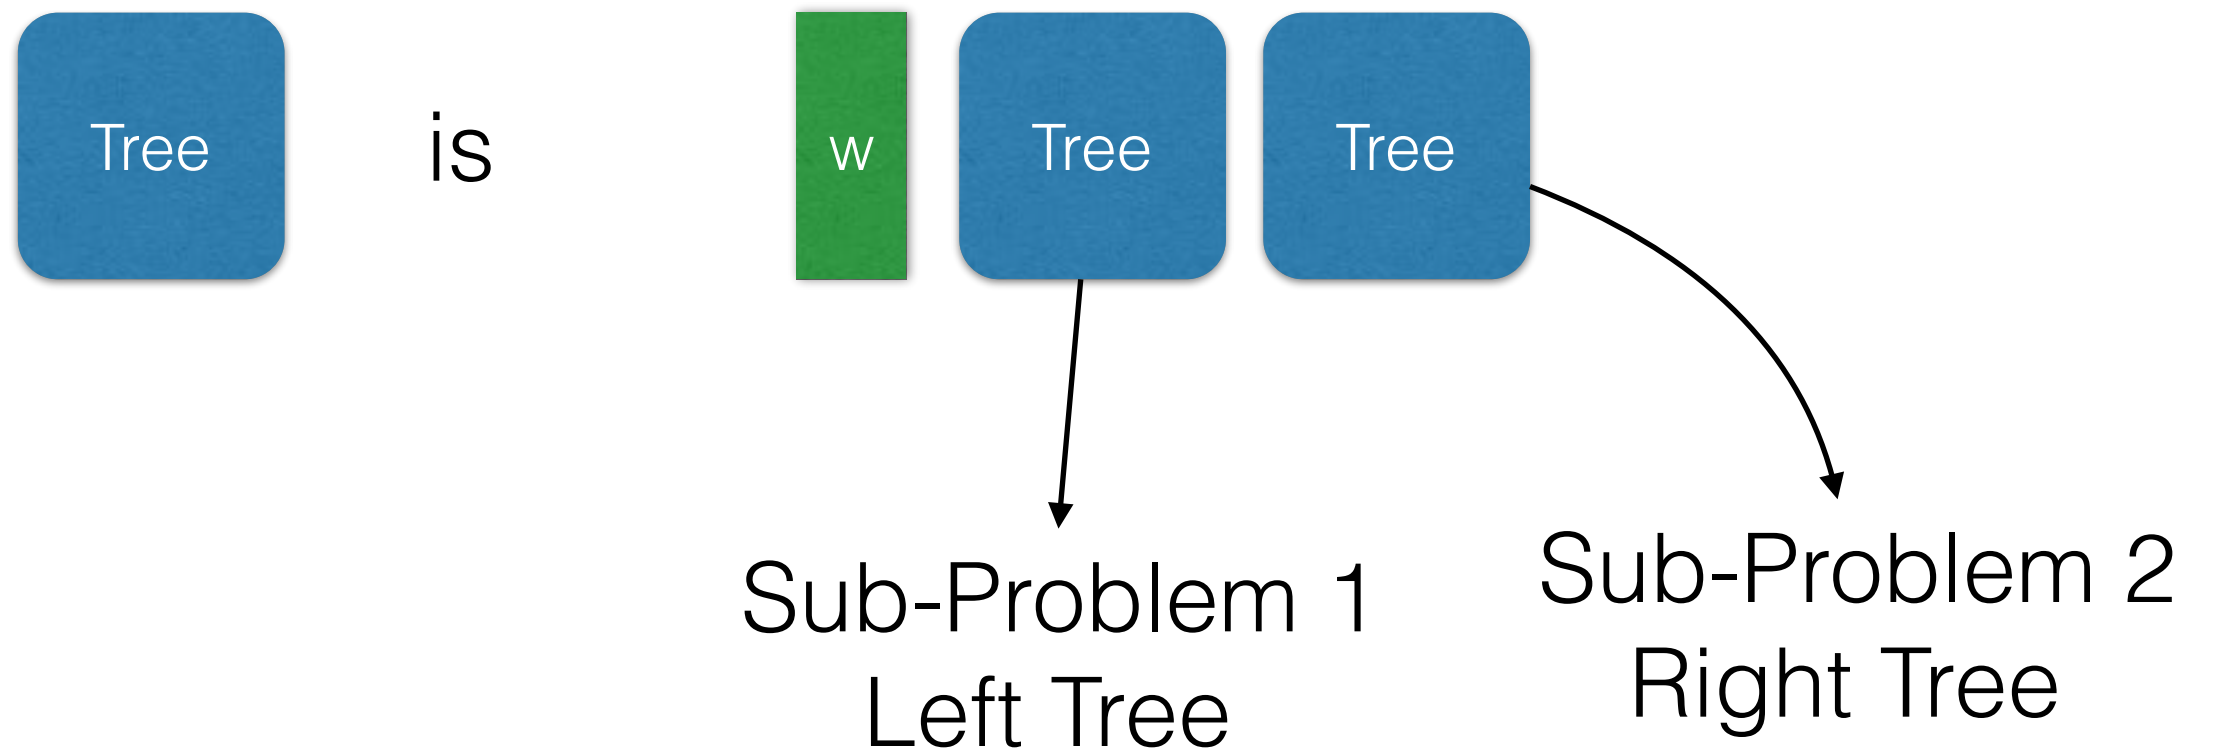 Tree is w Tree Tree
Sub-Problem 1
Left Tree
Sub-Problem 2
Right Tree